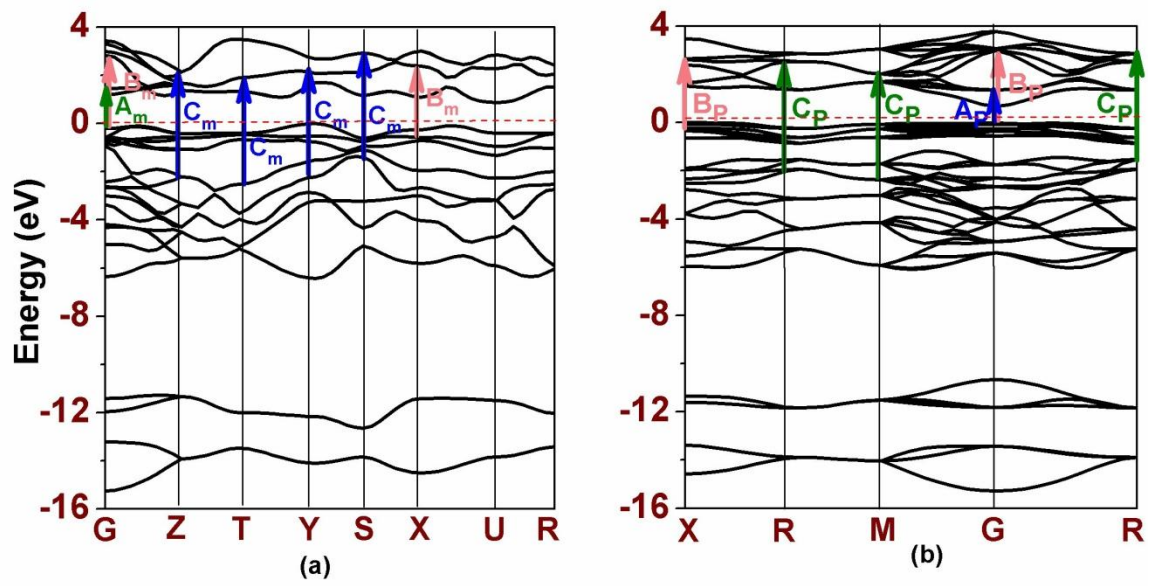 Energy (eV)
4
0
-4
-8
-12
-16
G Z T Y S X U R
A_m
B_m
C_m
C_m
C_m
C_m
B_m
(a)
4
0
-4
-8
-12
-16
X R M G R
B_P
C_P
C_P
A_P
B_P
C_P
(b)